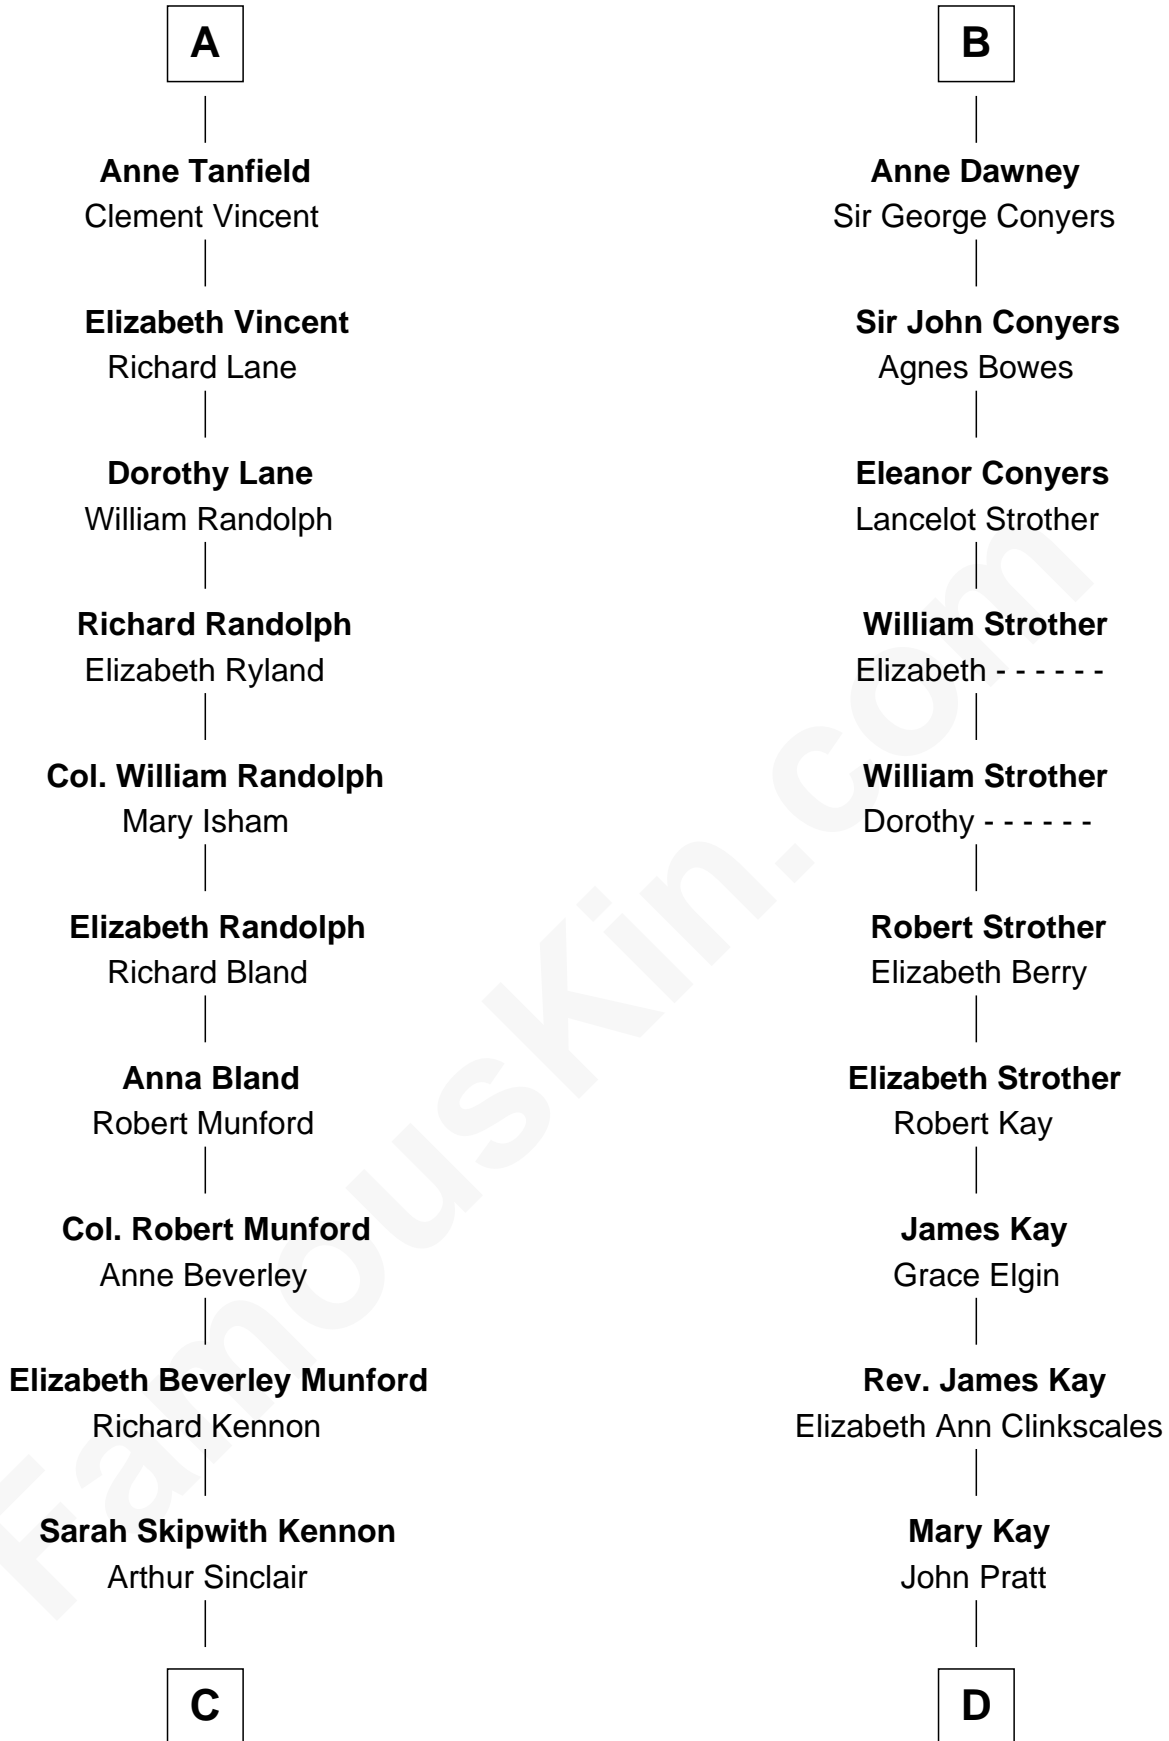 A
Anne Tanfield
Clement Vincent
Elizabeth Vincent
Richard Lane
Dorothy Lane
William Randolph
Richard Randolph
Elizabeth Ryland
Col. William Randolph
Mary Isham
Elizabeth Randolph
Richard Bland
Anna Bland
Robert Munford
Col. Robert Munford
Anne Beverley
Elizabeth Beverley Munford
Richard Kennon
Sarah Skipwith Kennon
Arthur Sinclair
C
B
Anne Dawney
Sir George Conyers
Sir John Conyers
Agnes Bowes
Eleanor Conyers
Lancelot Strother
William Strother
Elizabeth - - - - - -
William Strother
Dorothy - - - - - -
Robert Strother
Elizabeth Berry
Elizabeth Strother
Robert Kay
James Kay
Grace Elgin
Rev. James Kay
Elizabeth Ann Clinkscales
Mary Kay
John Pratt
D
FamousKin.com